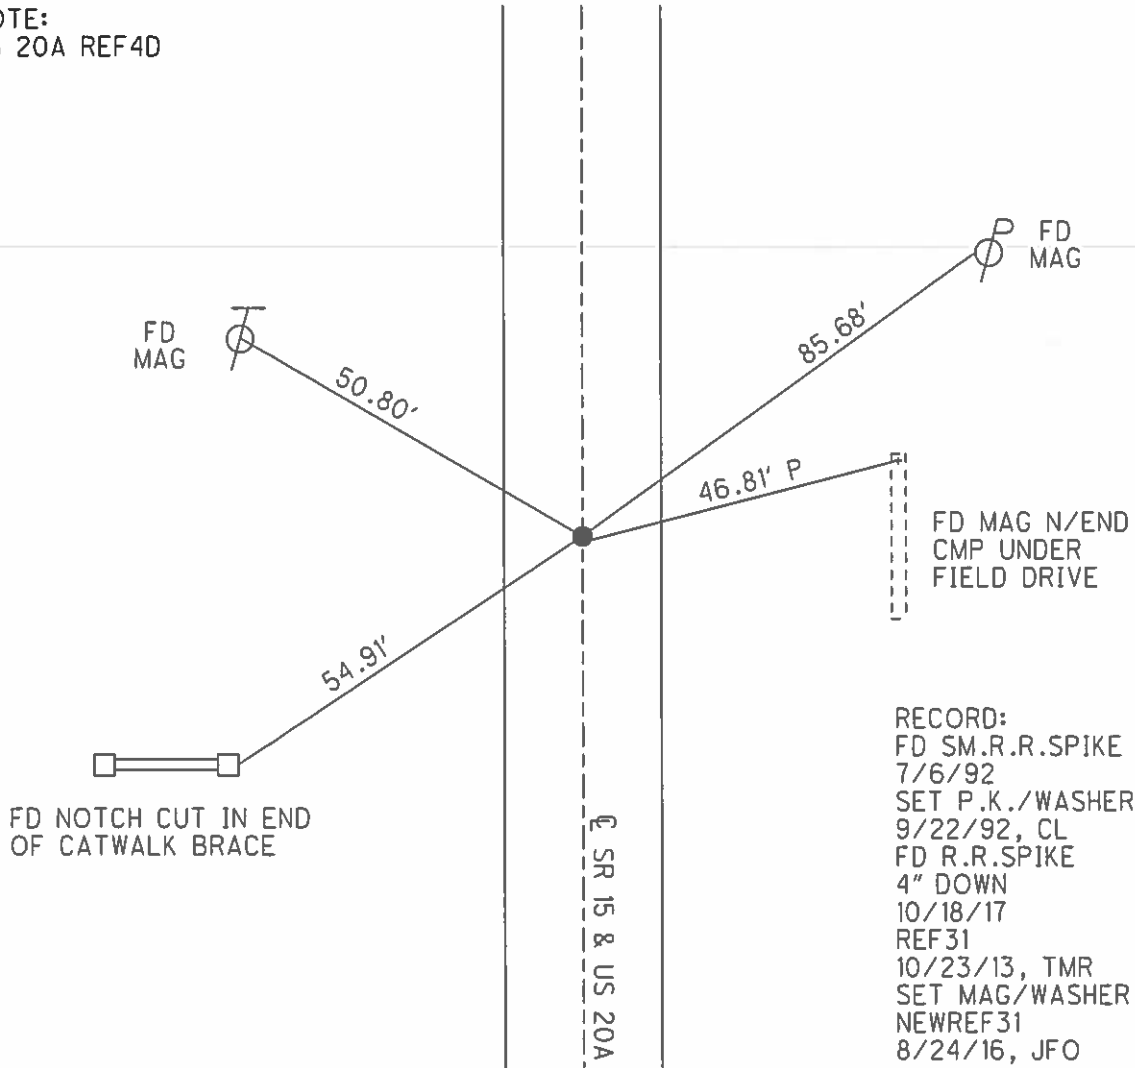 OTE:
20A REF4D
FD
MAG
P
FD
MAG
50.80'
85.68'
46.81' P
FD MAG N/END
CMP UNDER
FIELD DRIVE
54.91'
FD NOTCH CUT IN END
OF CATWALK BRACE
℄ SR 15 & US 20A
RECORD:
FD SM.R.R.SPIKE
7/6/92
SET P.K./WASHER
9/22/92, CL
FD R.R.SPIKE
4" DOWN
10/18/17
REF31
10/23/13, TMR
SET MAG/WASHER
NEWREF31
8/24/16, JFO